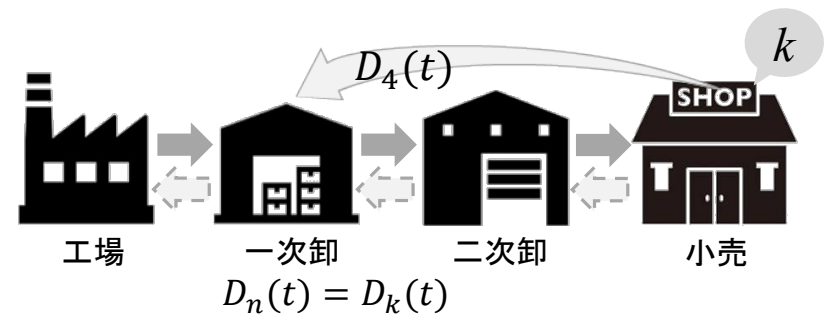 k
D₄(t)
SHOP
工場
一次卸
二次卸
小売
Dₙ(t) = Dₖ(t)